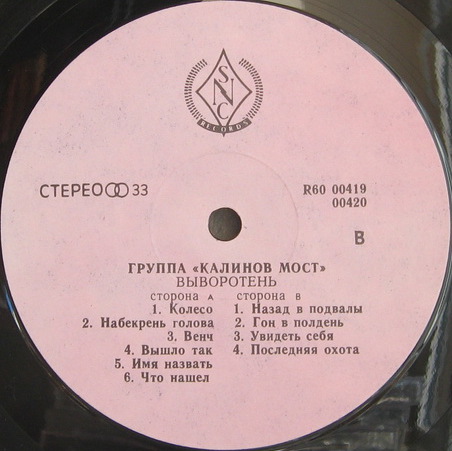 SNC
RECORDS
СТЕРЕО 33
R60 00419
00420
B
ГРУППА «КАЛИНОВ МОСТ»
ВЫВОРОТЕНЬ
сторона A сторона B
1. Колесо 1. Назад в подвалы
2. Набекрень голова 2. Гон в полдень
3. Венч 3. Увидеть себя
4. Вышло так 4. Последняя охота
5. Имя назвать
6. Что нашел